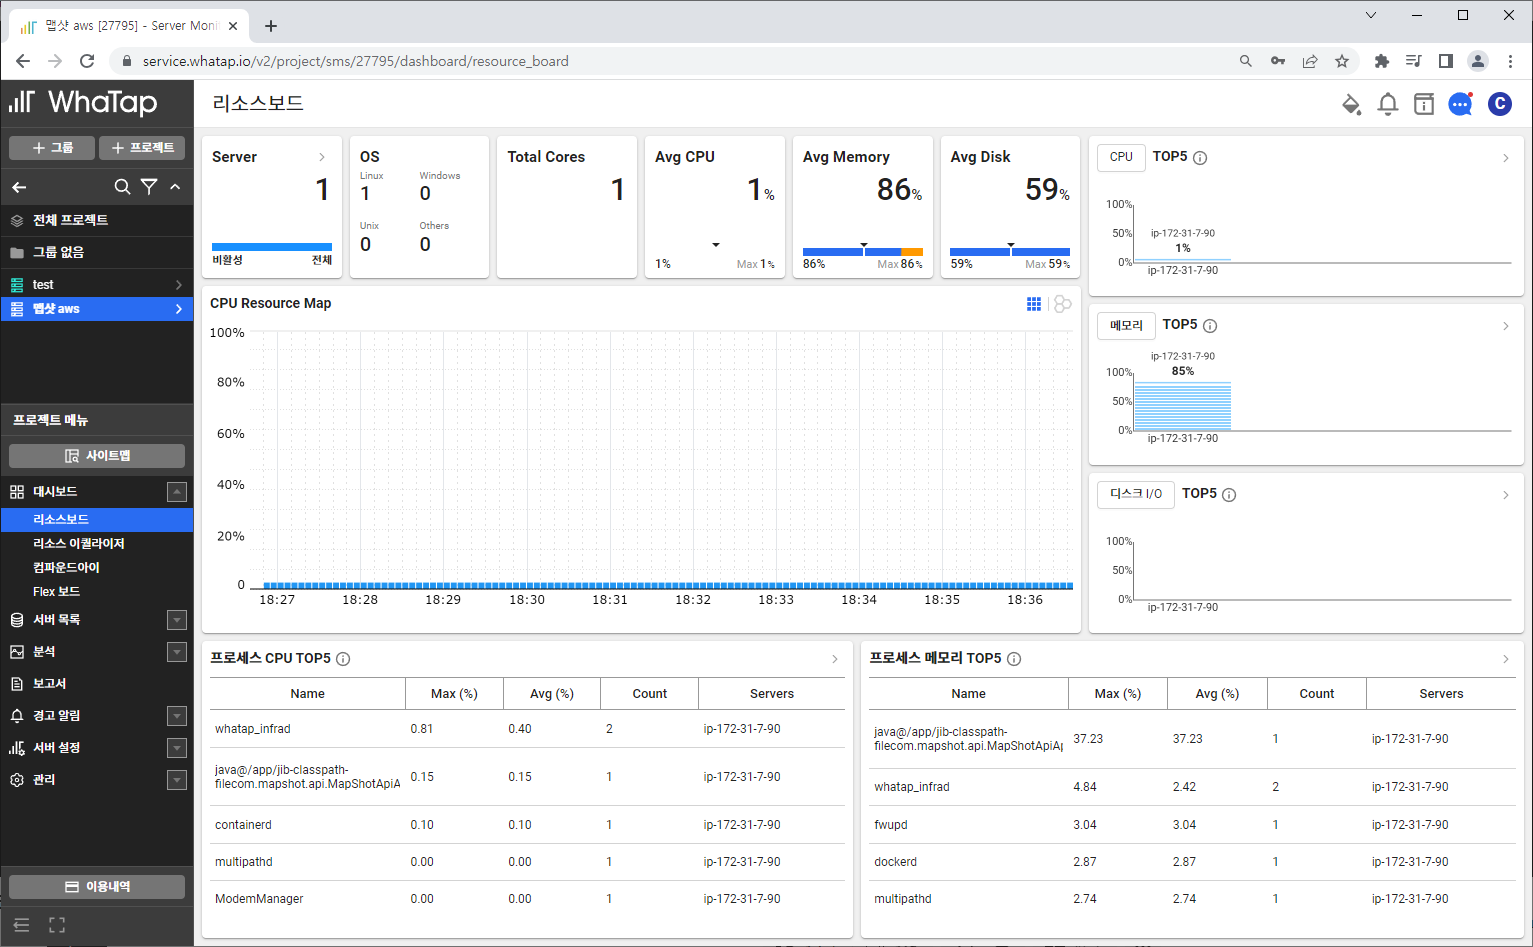 맵샷 aws [27795] - Server Moni
service.whatap.io/v2/project/sms/27795/dashboard/resource_board
WhaTap
리소스보드
C
+ 그룹
+ 프로젝트
전체 프로젝트
그룹 없음
test
맵샷 aws
프로젝트 메뉴
사이트맵
대시보드
리소스보드
리소스 이퀄라이저
컴파운드아이
Flex 보드
서버 목록
분석
보고서
경고 알림
서버 설정
관리
이용내역
Server
1
비활성 전체
OS
Linux Windows
1 0
Unix Others
0 0
Total Cores
1
Avg CPU
1%
1% Max 1%
Avg Memory
86%
86% Max 86%
Avg Disk
59%
59% Max 59%
CPU TOP5
100%
50%
0%
ip-172-31-7-90
1%
ip-172-31-7-90
CPU Resource Map
100%
80%
60%
40%
20%
0
18:27 18:28 18:29 18:30 18:31 18:32 18:33 18:34 18:35 18:36
메모리 TOP5
ip-172-31-7-90
85%
100%
50%
0%
ip-172-31-7-90
디스크 I/O TOP5
100%
50%
0%
ip-172-31-7-90
프로세스 CPU TOP5
Name Max (%) Avg (%) Count Servers
whatap_infrad 0.81 0.40 2 ip-172-31-7-90
java@/app/jib-classpath-
filecom.mapshot.api.MapShotApiA 0.15 0.15 1 ip-172-31-7-90
containerd 0.10 0.10 1 ip-172-31-7-90
multipathd 0.00 0.00 1 ip-172-31-7-90
ModemManager 0.00 0.00 1 ip-172-31-7-90
프로세스 메모리 TOP5
Name Max (%) Avg (%) Count Servers
java@/app/jib-classpath-
filecom.mapshot.api.MapShotApiAp 37.23 37.23 1 ip-172-31-7-90
whatap_infrad 4.84 2.42 2 ip-172-31-7-90
fwupd 3.04 3.04 1 ip-172-31-7-90
dockerd 2.87 2.87 1 ip-172-31-7-90
multipathd 2.74 2.74 1 ip-172-31-7-90